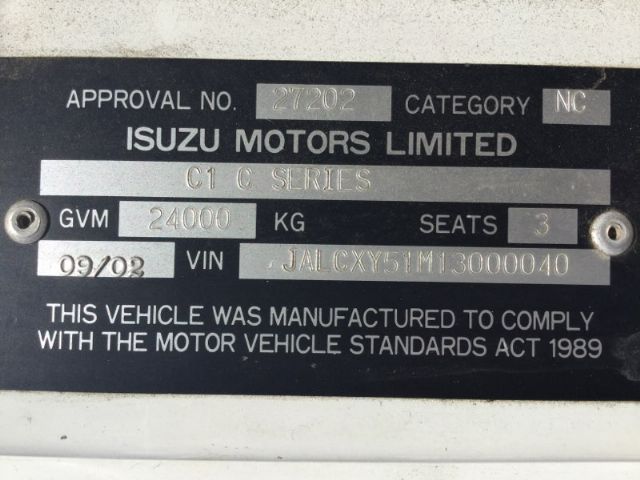 APPROVAL NO. 27202 CATEGORY NC
ISUZU MOTORS LIMITED
C1 C SERIES
GVM 24000 KG SEATS 3
09/02 VIN JALCXY51M13000040
THIS VEHICLE WAS MANUFACTURED TO COMPLY
WITH THE MOTOR VEHICLE STANDARDS ACT 1989